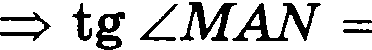 ⇒ tg ∠MAN =